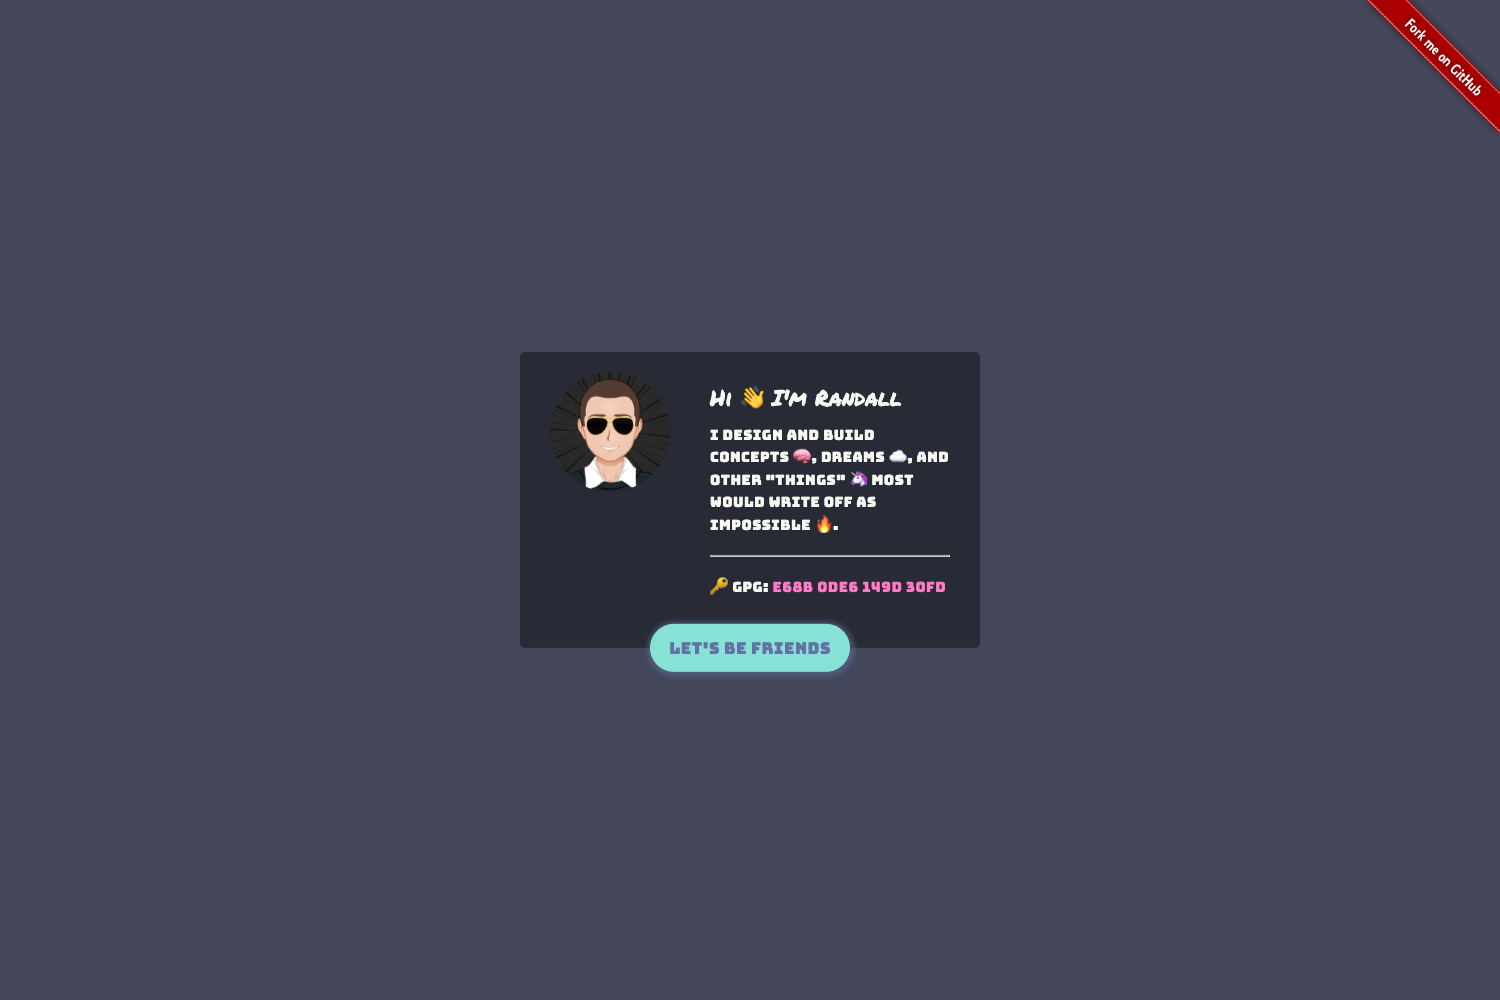 Fork me on GitHub
Hi 👋 I'm Randall
I DESIGN AND BUILD
CONCEPTS 🧠, DREAMS ☁️, AND
OTHER "THINGS" 🦄 MOST
WOULD WRITE OFF AS
IMPOSSIBLE 🔥.
🔑 GPG: E68B 0DE6 149D 30FD
LET'S BE FRIENDS